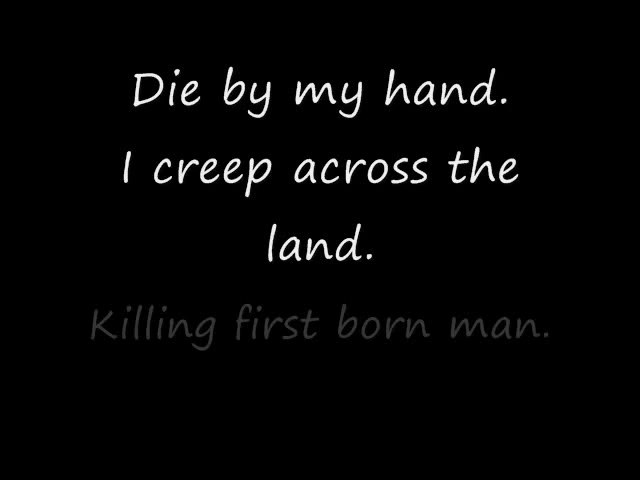 Die by my hand.
I creep across the
land.
Killing first born man.